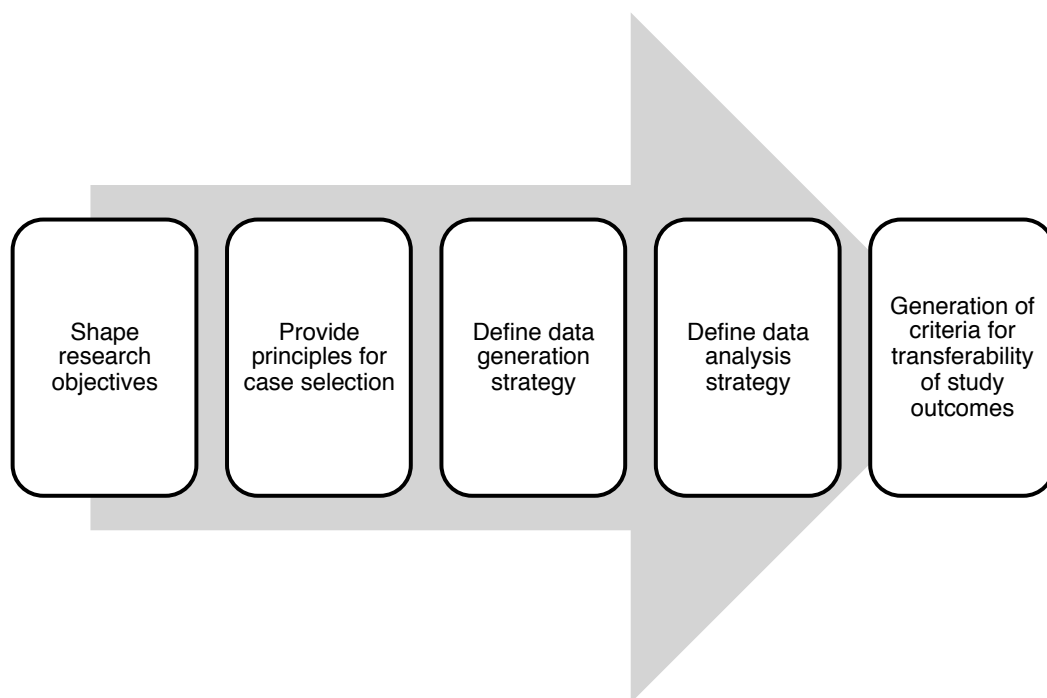 Shape
research
objectives
Provide
principles for
case selection
Define data
generation
strategy
Define data
analysis
strategy
Generation of
criteria for
transferability
of study
outcomes